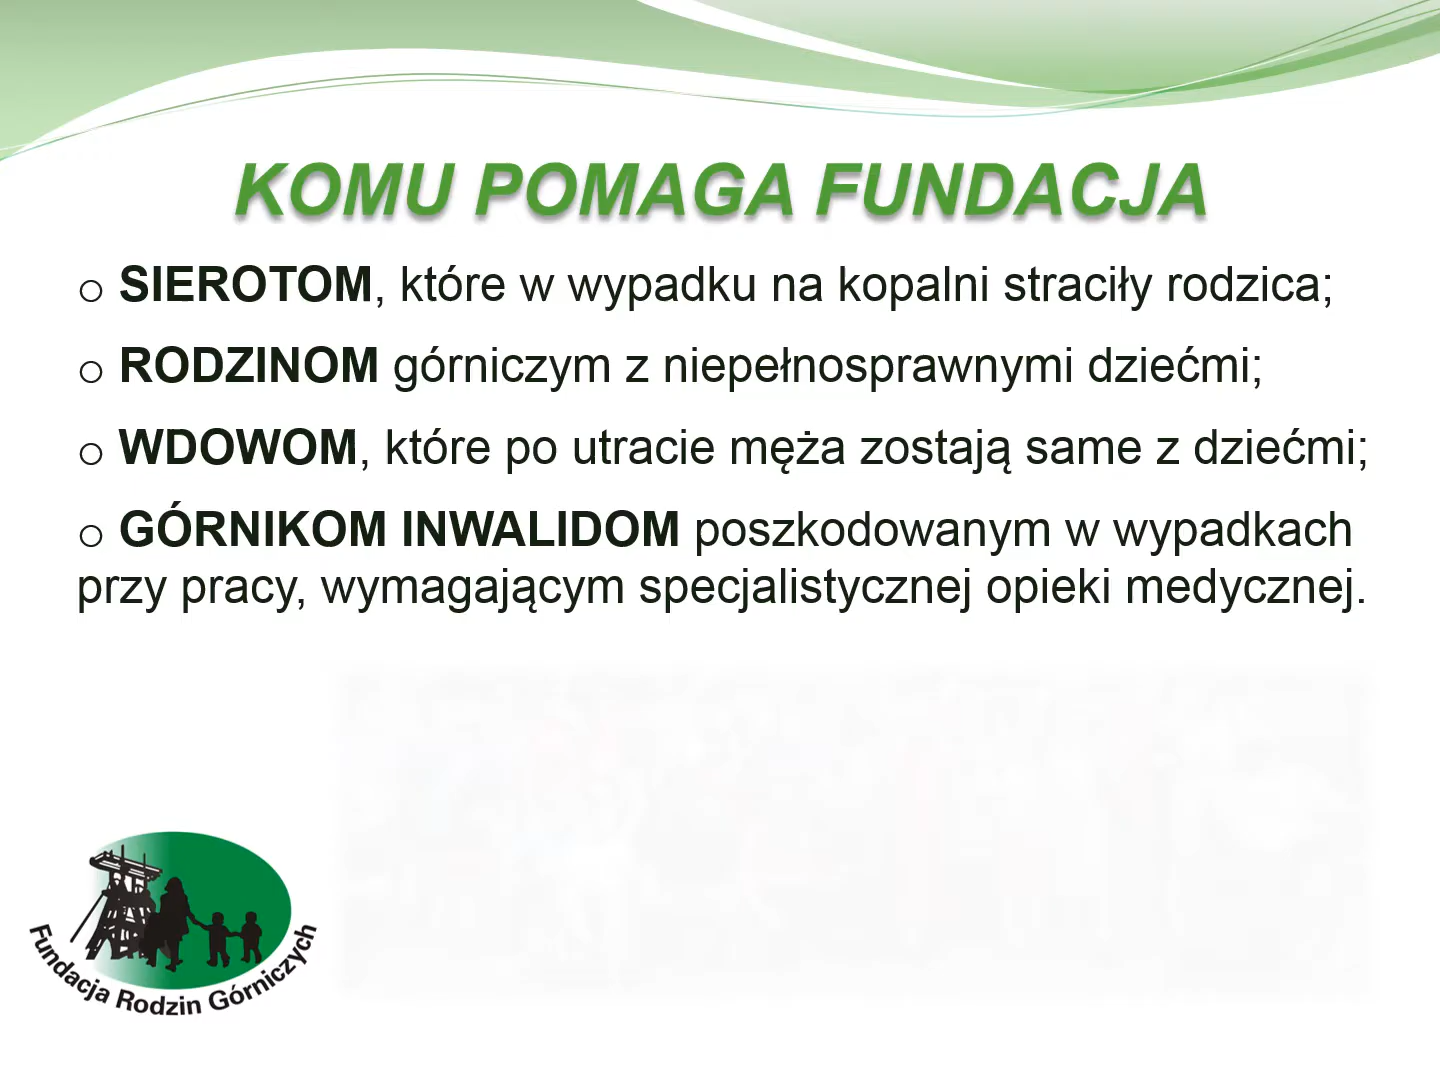 KOMU POMAGA FUNDACJA
o SIEROTOM, które w wypadku na kopalni straciły rodzica;
o RODZINOM górniczym z niepełnosprawnymi dziećmi;
o WDOWOM, które po utracie męża zostają same z dziećmi;
o GÓRNIKOM INWALIDOM poszkodowanym w wypadkach
przy pracy, wymagającym specjalistycznej opieki medycznej.
Fundacja Rodzin Górniczych